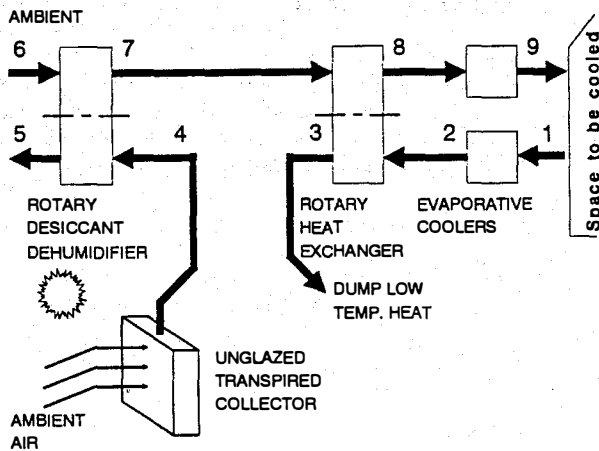 AMBIENT
6
7
8
9
5
4
3
2
1
Space to be cooled
ROTARY
DESICCANT
DEHUMIDIFIER
ROTARY
HEAT
EXCHANGER
EVAPORATIVE
COOLERS
DUMP LOW
TEMP. HEAT
UNGLAZED
TRANSPIRED
COLLECTOR
AMBIENT
AIR